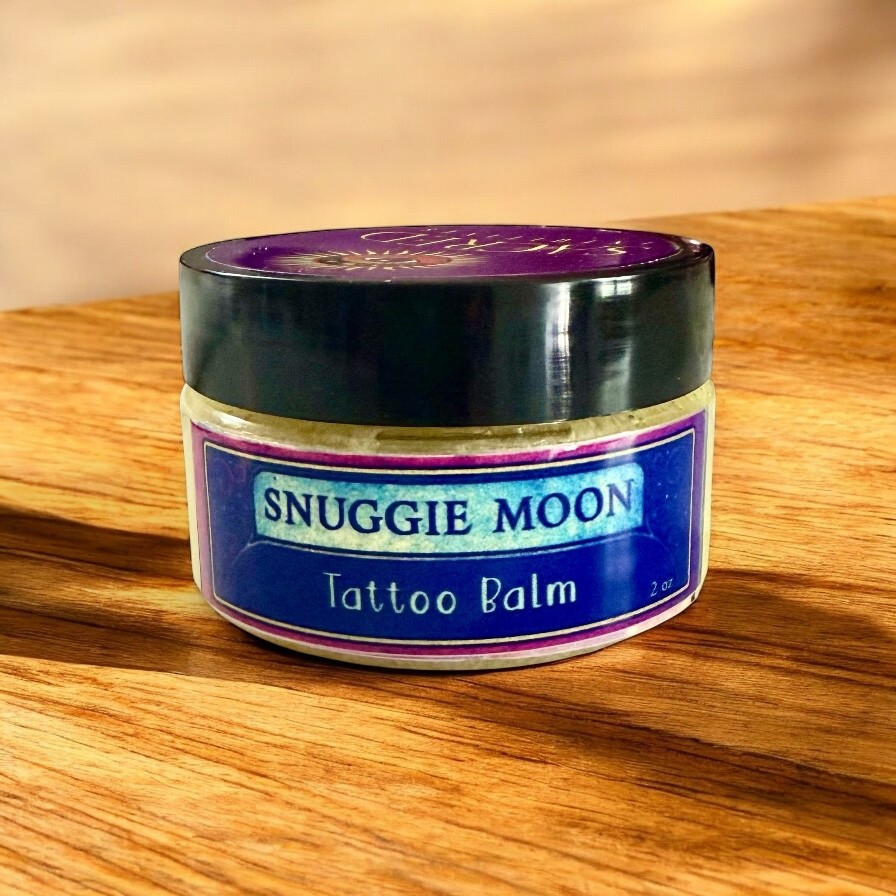 SNUGGIE MOON
Tattoo Balm
2 oz